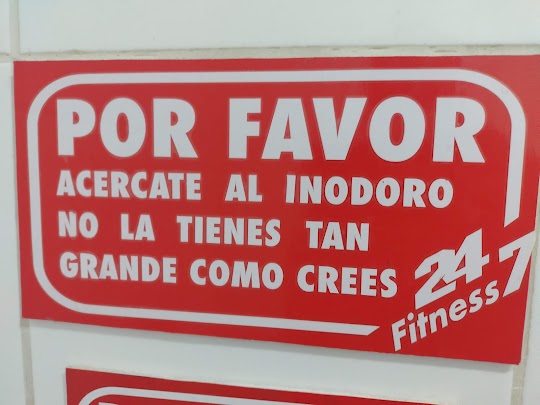 POR FAVOR
ACERCATE AL INODORO
NO LA TIENES TAN
GRANDE COMO CREES
24
7
Fitness